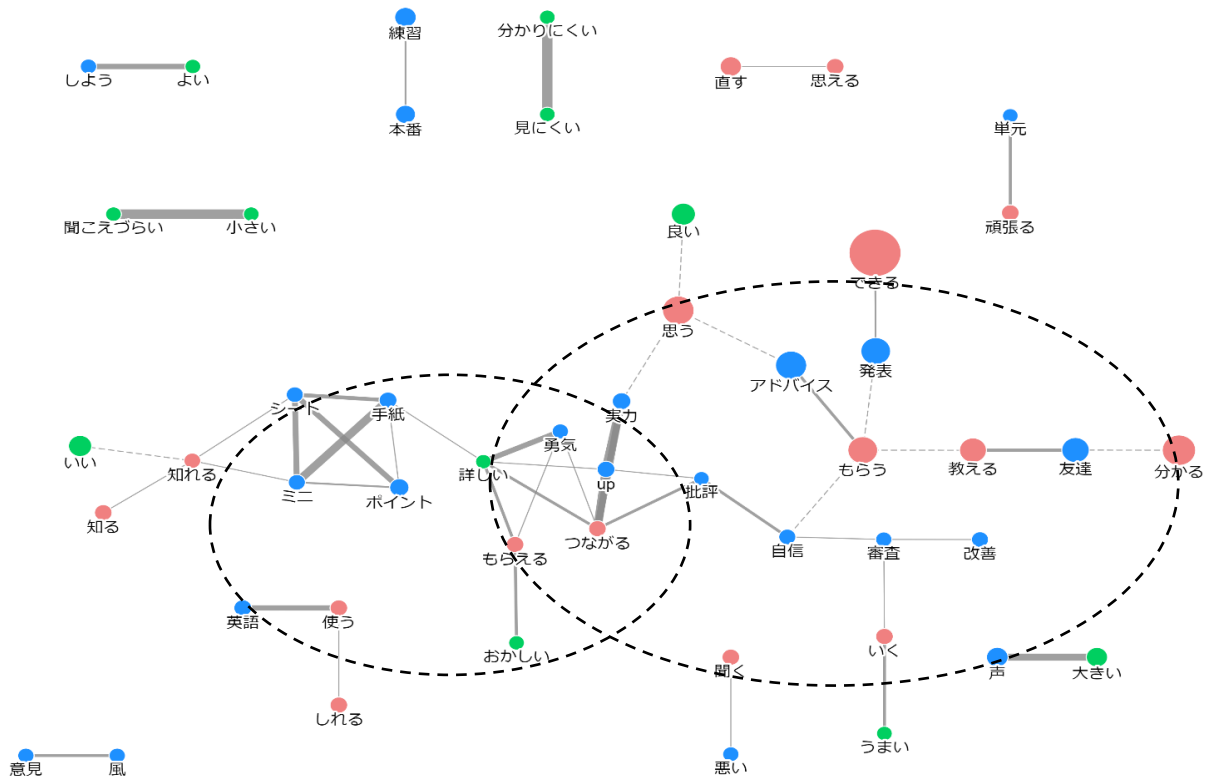 練習
分かりにくい
しよう
よい
直す
思える
本番
見にくい
単元
聞こえづらい
小さい
良い
頑張る
できる
思う
発表
アドバイス
シート
手紙
実力
勇気
いい
知れる
詳しい
もらう
教える
友達
分かる
ミニ
ポイント
up
批評
知る
つながる
もらえる
自信
審査
改善
英語
使う
おかしい
いく
聞く
声
大きい
しれる
うまい
意見
風
悪い